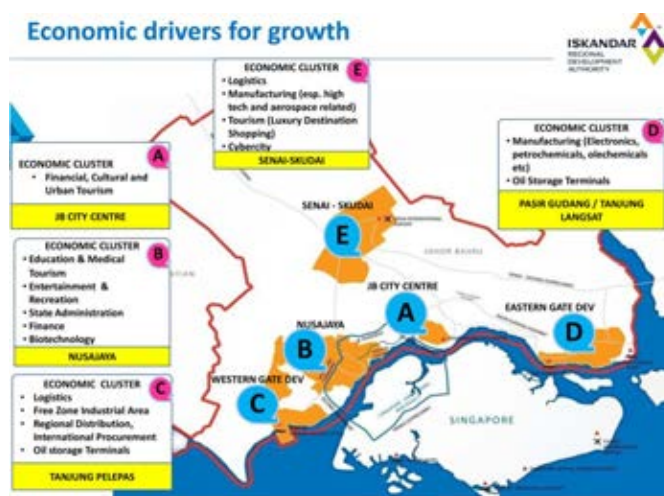 Economic drivers for growth
ISKANDAR
REGIONAL
DEVELOPMENT
AUTHORITY
E
ECONOMIC CLUSTER
• Logistics
• Manufacturing (esp. high
tech and aerospace related)
• Tourism (Luxury Destination
Shopping)
• Cybercity
SENAI-SKUDAI
D
ECONOMIC CLUSTER
• Manufacturing (Electronics,
petrochemicals, olechemicals
etc)
• Oil Storage Terminals
PASIR GUDANG / TANJUNG
LANGSAT
A
ECONOMIC CLUSTER
• Financial, Cultural and
Urban Tourism
JB CITY CENTRE
B
ECONOMIC CLUSTER
• Education & Medical
Tourism
• Entertainment &
Recreation
• State Administration
• Finance
• Biotechnology
NUSAJAYA
C
ECONOMIC CLUSTER
• Logistics
• Free Zone Industrial Area
• Regional Distribution,
International Procurement
• Oil storage Terminals
TANJUNG PELEPAS
SENAI - SKUDAI
E
JOHOR BAHRU
JB CITY CENTRE
A
EASTERN GATE DEV
D
NUSAJAYA
B
WESTERN GATE DEV
C
SINGAPORE